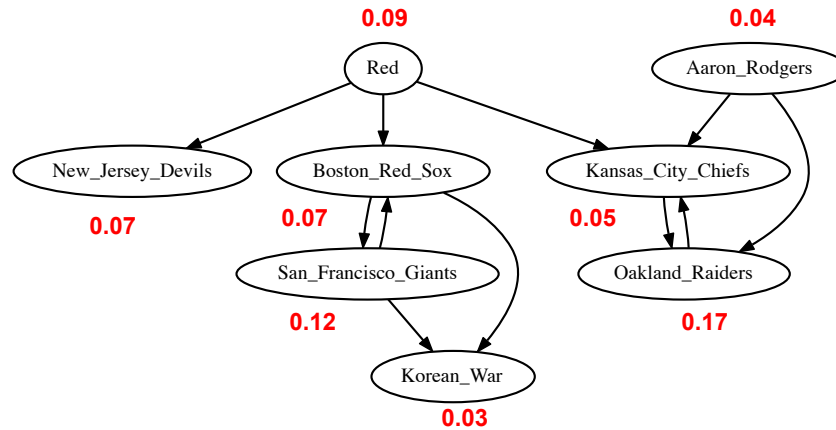 0.09
0.04
Red
Aaron_Rodgers
New_Jersey_Devils
Boston_Red_Sox
Kansas_City_Chiefs
0.07
0.07
0.05
San_Francisco_Giants
Oakland_Raiders
0.12
0.17
Korean_War
0.03